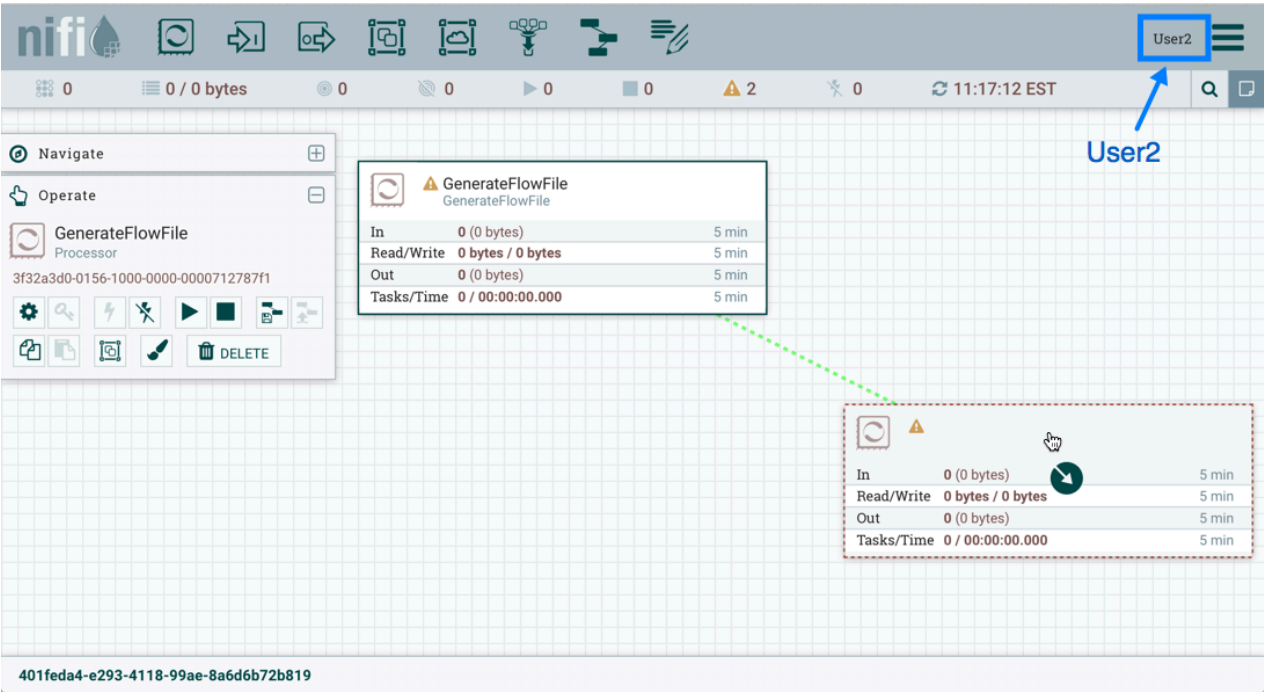 nifi
User2
0
0 / 0 bytes
0
0
0
0
2
0
11:17:12 EST
User2
Navigate
Operate
GenerateFlowFile
Processor
3f32a3d0-0156-1000-0000-0000712787f1
DELETE
GenerateFlowFile
GenerateFlowFile
In 0 (0 bytes) 5 min
Read/Write 0 bytes / 0 bytes 5 min
Out 0 (0 bytes) 5 min
Tasks/Time 0 / 00:00:00.000 5 min
In 0 (0 bytes) 5 min
Read/Write 0 bytes / 0 bytes 5 min
Out 0 (0 bytes) 5 min
Tasks/Time 0 / 00:00:00.000 5 min
401feda4-e293-4118-99ae-8a6d6b72b819